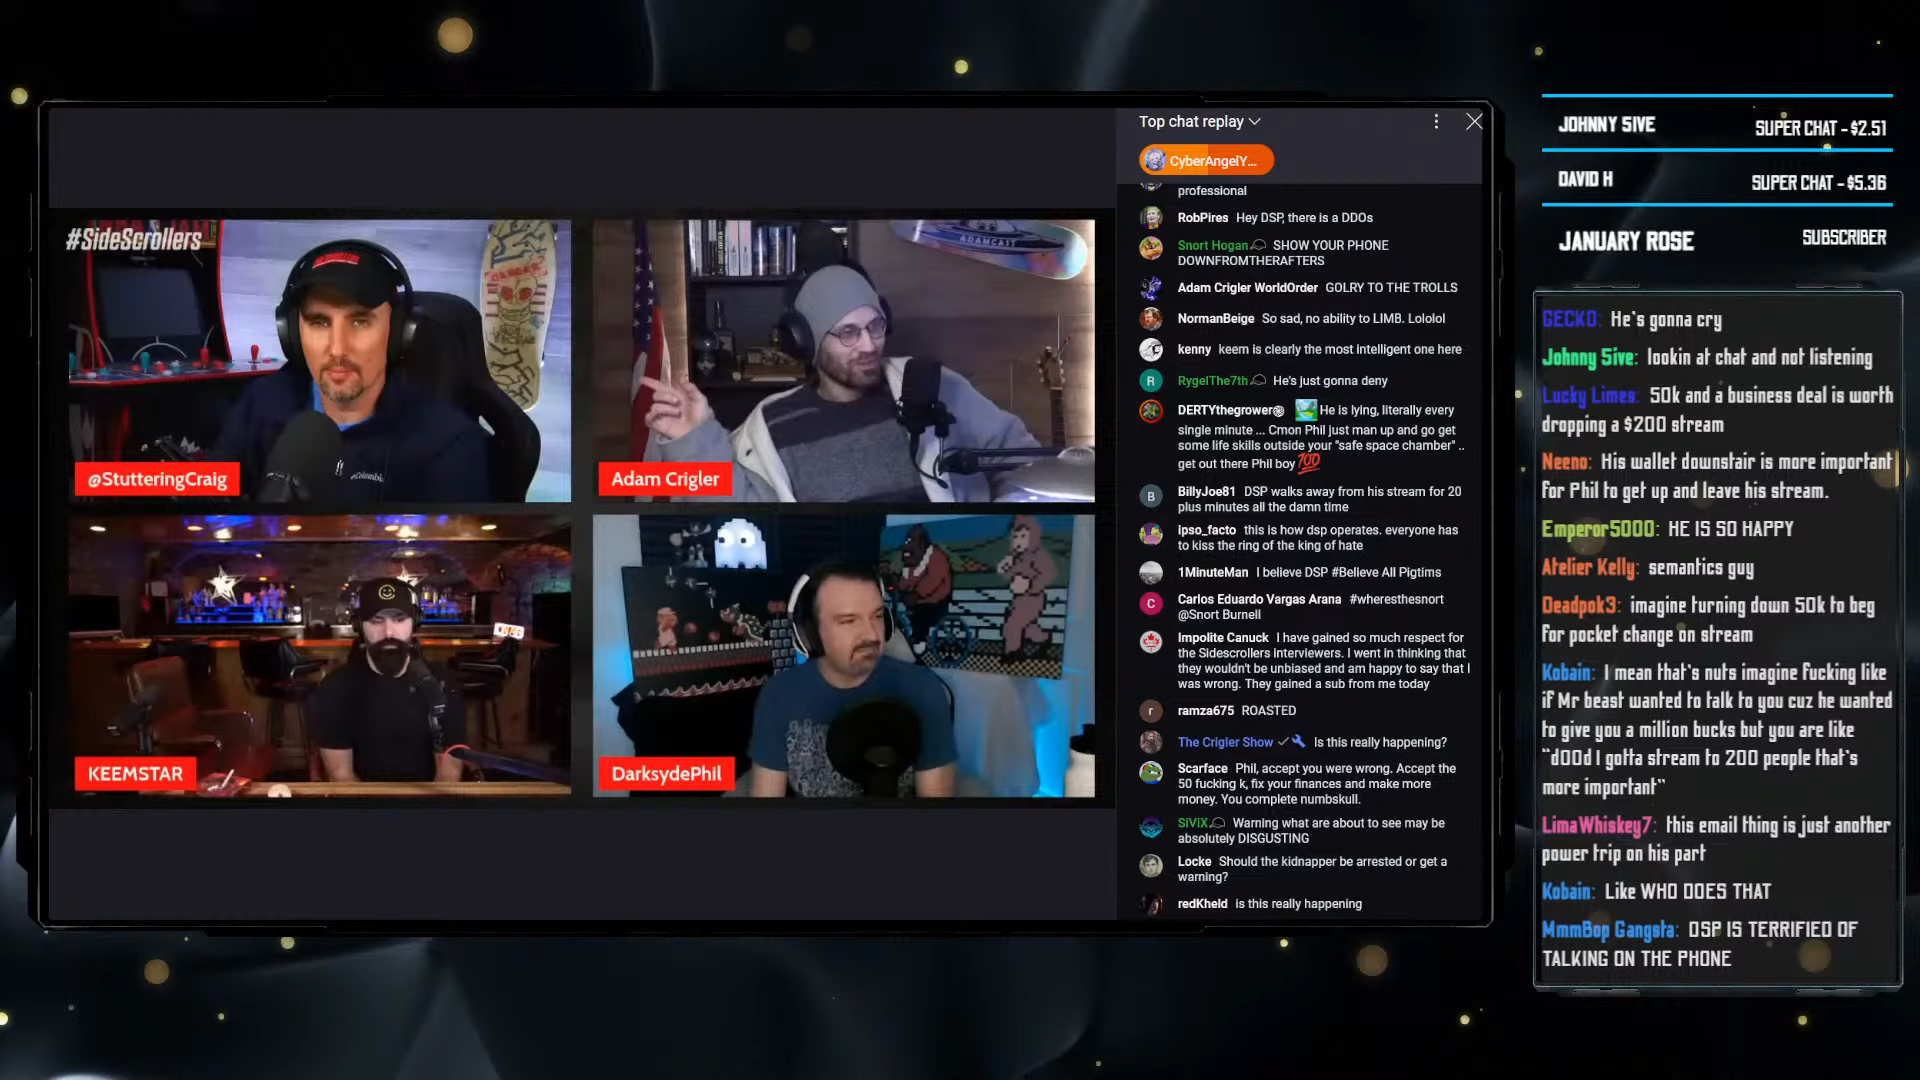 #SideScrollers
@StutteringCraig
ADAMCAST
Adam Crigler
ON AIR
KEEMSTAR
DarksydePhil
Top chat replay
CyberAngelY...
professional
RobPires Hey DSP, there is a DDOs
Snort Hogan SHOW YOUR PHONE
DOWNFROMTHERAFTERS
Adam Crigler WorldOrder GOLRY TO THE TROLLS
NormanBeige So sad, no ability to LIMB. Lololol
kenny keem is clearly the most intelligent one here
R
RygelThe7th He's just gonna deny
DERTYthegrower He is lying, literally every
single minute ... Cmon Phil just man up and go get
some life skills outside your "safe space chamber" ..
get out there Phil boy 💯
B
BillyJoe81 DSP walks away from his stream for 20
plus minutes all the damn time
ipso_facto this is how dsp operates. everyone has
to kiss the ring of the king of hate
1MinuteMan I believe DSP #Believe All Pigtims
C
Carlos Eduardo Vargas Arana #wheresthesnort
@Snort Burnell
Impolite Canuck I have gained so much respect for
the Sidescrollers interviewers. I went in thinking that
they wouldn't be unbiased and am happy to say that I
was wrong. They gained a sub from me today
r
ramza675 ROASTED
The Crigler Show Is this really happening?
Scarface Phil, accept you were wrong. Accept the
50 fucking k, fix your finances and make more
money. You complete numbskull.
SiViX Warning what are about to see may be
absolutely DISGUSTING
Locke Should the kidnapper be arrested or get a
warning?
redKheld is this really happening
JOHNNY 5IVE SUPER CHAT - $2.51
DAVID H SUPER CHAT - $5.36
JANUARY ROSE SUBSCRIBER
GECKO: He's gonna cry
Johnny 5ive: lookin at chat and not listening
Lucky Limes: 50k and a business deal is worth
dropping a $200 stream
Neeno: His wallet downstair is more important
for Phil to get up and leave his stream.
Emperor5000: HE IS SO HAPPY
Atelier Kelly: semantics guy
Deadpok3: imagine turning down 50k to beg
for pocket change on stream
Kobain: I mean that's nuts imagine fucking like
if Mr beast wanted to talk to you cuz he wanted
to give you a million bucks but you are like
“d00d I gotta stream to 200 people that's
more important”
LimaWhiskey7: this email thing is just another
power trip on his part
Kobain: Like WHO DOES THAT
MmmBop Gangsta: DSP IS TERRIFIED OF
TALKING ON THE PHONE